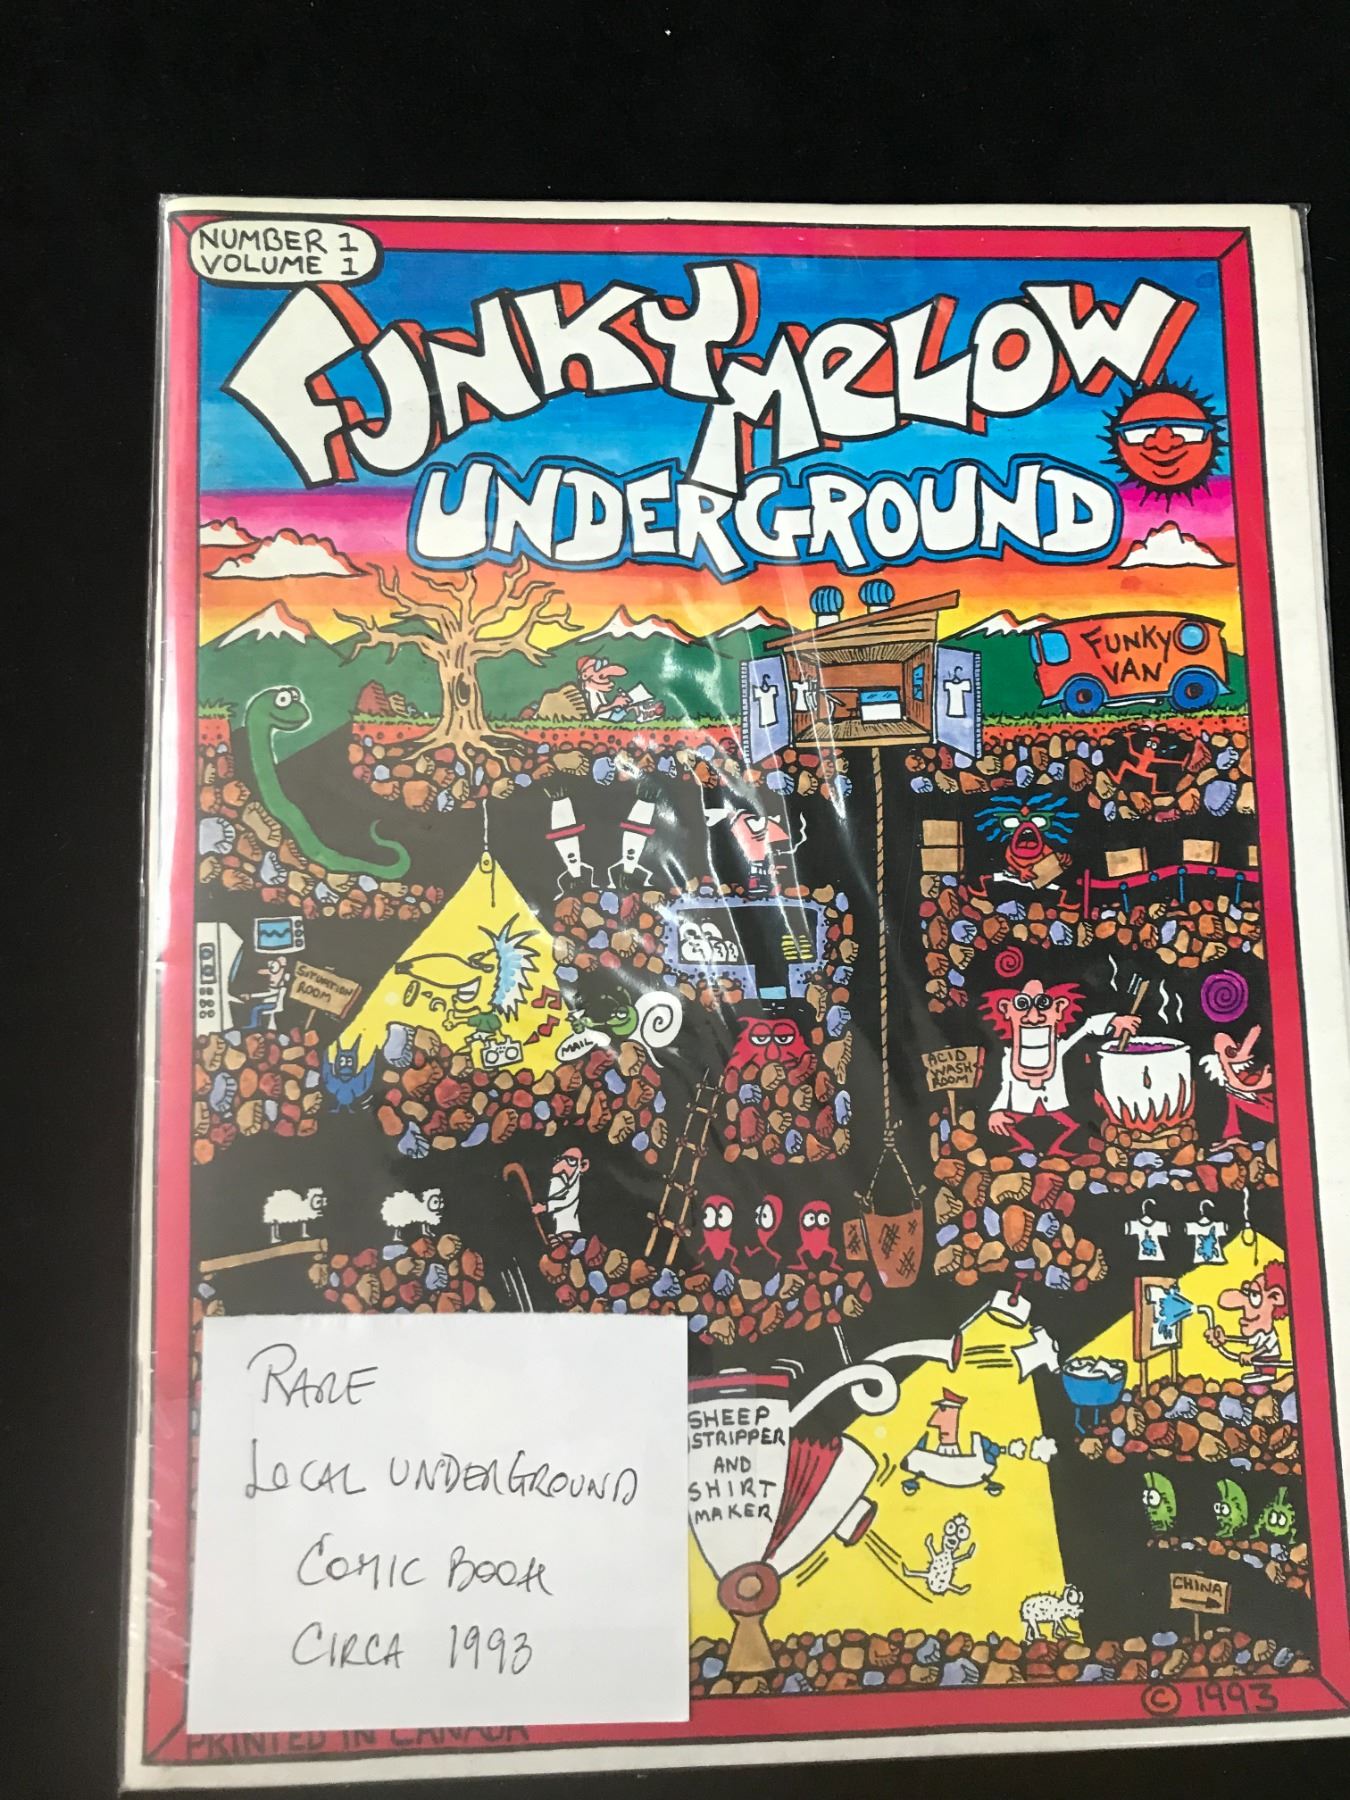 NUMBER 1
VOLUME 1
FUNKY MELOW
UNDERGROUND
FUNKY
VAN
SITUATION
ROOM
MAIL
ACID
WASH
ROOM
SHEEP
STRIPPER
AND
SHIRT
MAKER
CHINA
RARE
LOCAL UNDERGROUND
COMIC BOOK
CIRCA 1993
© 1993
PRINTED IN CANADA